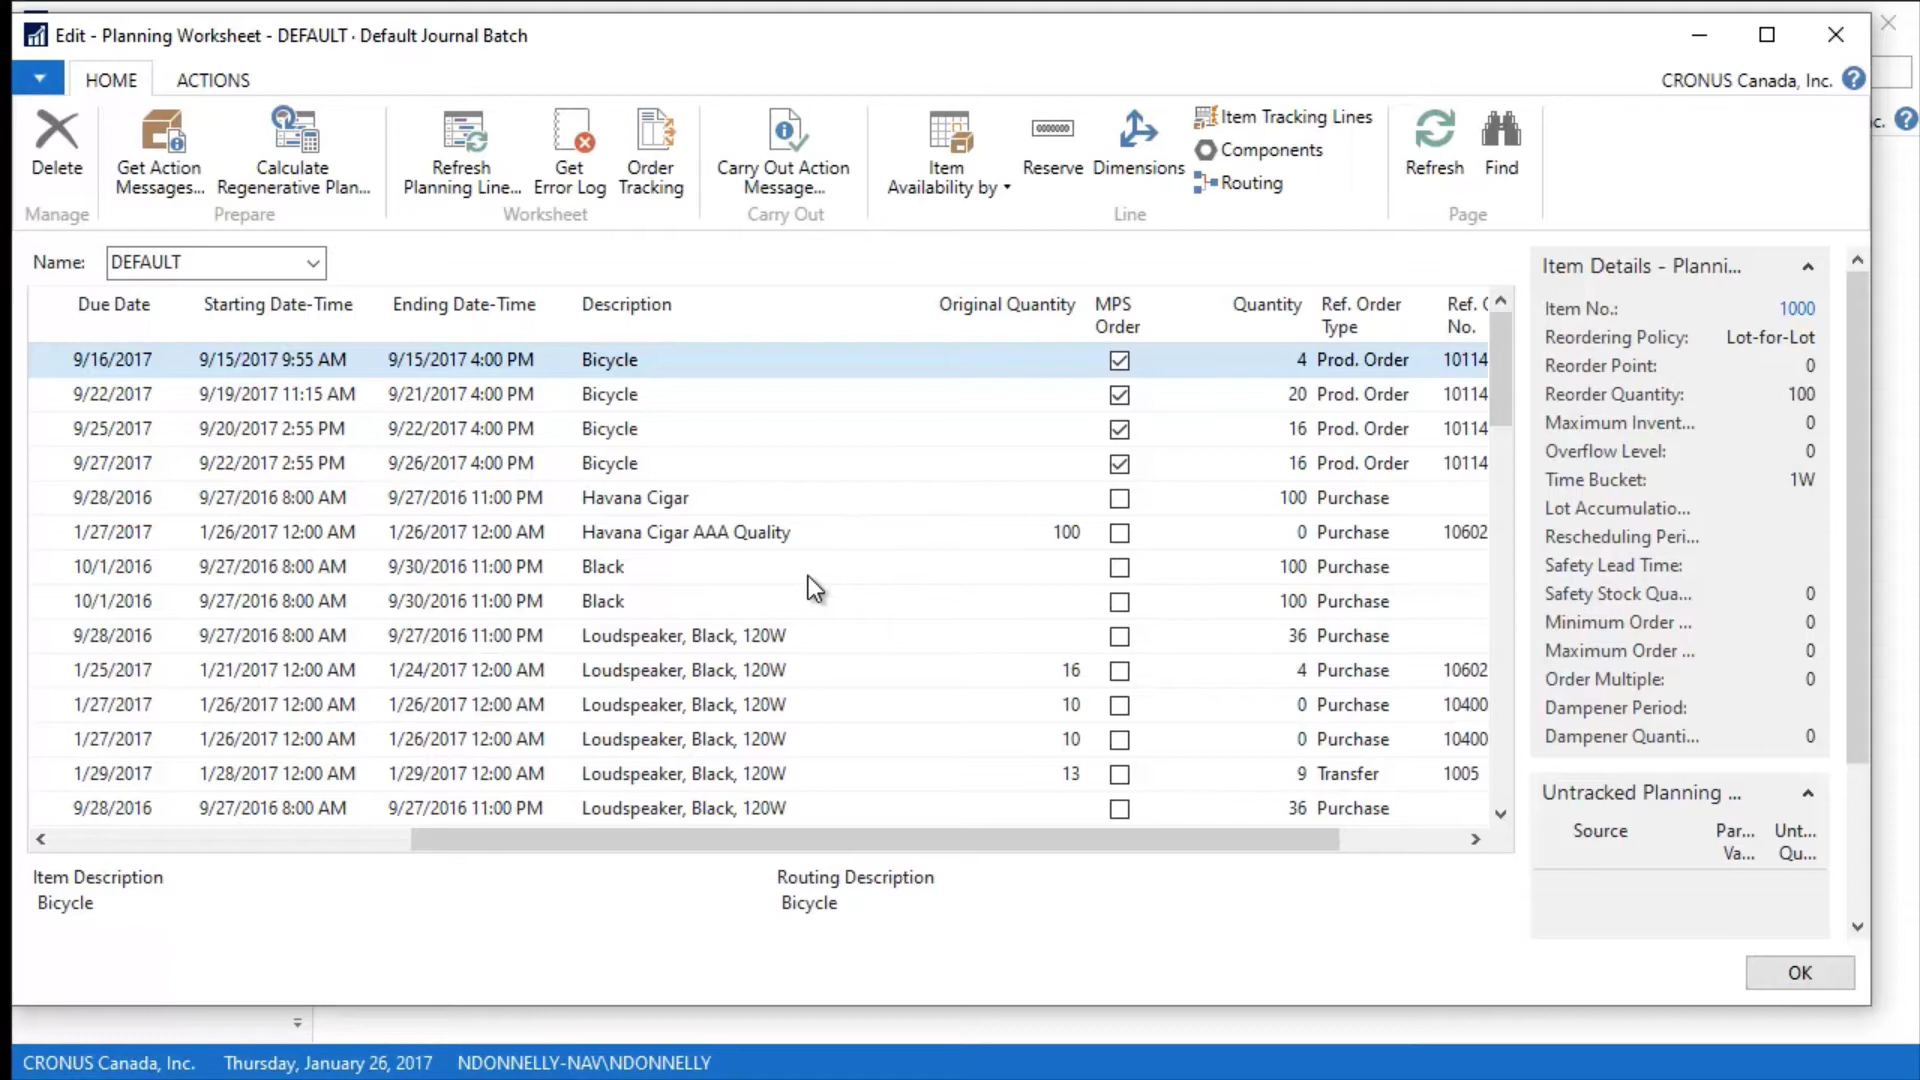 Edit - Planning Worksheet - DEFAULT · Default Journal Batch
HOME ACTIONS CRONUS Canada, Inc. ?
c. ?
Delete
Get Action Messages...
Calculate Regenerative Plan...
Refresh Planning Line...
Get Error Log
Order Tracking
Carry Out Action Message...
Item Availability by
Reserve
Dimensions
Item Tracking Lines
Components
Routing
Refresh
Find
Manage Prepare Worksheet Carry Out Line Page
Name: DEFAULT
Due Date Starting Date-Time Ending Date-Time Description Original Quantity MPS Order Quantity Ref. Order Type Ref. O No.
9/16/2017 9/15/2017 9:55 AM 9/15/2017 4:00 PM Bicycle 4 Prod. Order 10114
9/22/2017 9/19/2017 11:15 AM 9/21/2017 4:00 PM Bicycle 20 Prod. Order 10114
9/25/2017 9/20/2017 2:55 PM 9/22/2017 4:00 PM Bicycle 16 Prod. Order 10114
9/27/2017 9/22/2017 2:55 PM 9/26/2017 4:00 PM Bicycle 16 Prod. Order 10114
9/28/2016 9/27/2016 8:00 AM 9/27/2016 11:00 PM Havana Cigar 100 Purchase
1/27/2017 1/26/2017 12:00 AM 1/26/2017 12:00 AM Havana Cigar AAA Quality 100 0 Purchase 10602
10/1/2016 9/27/2016 8:00 AM 9/30/2016 11:00 PM Black 100 Purchase
10/1/2016 9/27/2016 8:00 AM 9/30/2016 11:00 PM Black 100 Purchase
9/28/2016 9/27/2016 8:00 AM 9/27/2016 11:00 PM Loudspeaker, Black, 120W 36 Purchase
1/25/2017 1/21/2017 12:00 AM 1/24/2017 12:00 AM Loudspeaker, Black, 120W 16 4 Purchase 10602
1/27/2017 1/26/2017 12:00 AM 1/26/2017 12:00 AM Loudspeaker, Black, 120W 10 0 Purchase 10400
1/27/2017 1/26/2017 12:00 AM 1/26/2017 12:00 AM Loudspeaker, Black, 120W 10 0 Purchase 10400
1/29/2017 1/28/2017 12:00 AM 1/29/2017 12:00 AM Loudspeaker, Black, 120W 13 9 Transfer 1005
9/28/2016 9/27/2016 8:00 AM 9/27/2016 11:00 PM Loudspeaker, Black, 120W 36 Purchase
Item Description Routing Description
Bicycle Bicycle
Item Details - Planni...
Item No.: 1000
Reordering Policy: Lot-for-Lot
Reorder Point: 0
Reorder Quantity: 100
Maximum Invent... 0
Overflow Level: 0
Time Bucket: 1W
Lot Accumulatio...
Rescheduling Peri...
Safety Lead Time:
Safety Stock Qua... 0
Minimum Order ... 0
Maximum Order ... 0
Order Multiple: 0
Dampener Period:
Dampener Quanti... 0
Untracked Planning ...
Source Par... Va... Unt... Qu...
OK
CRONUS Canada, Inc. Thursday, January 26, 2017 NDONNELLY-NAV\NDONNELLY